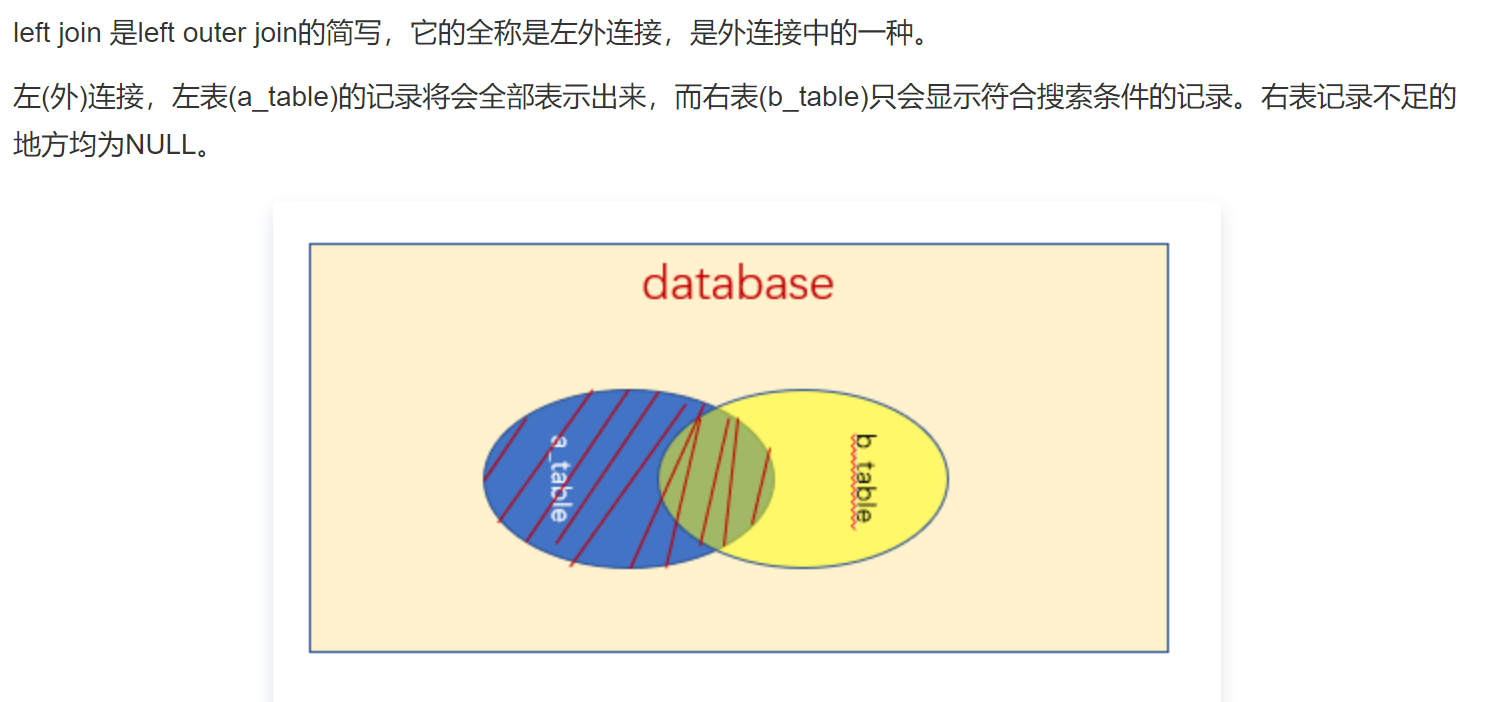 left join 是left outer join的简写，它的全称是左外连接，是外连接中的一种。
左(外)连接，左表(a_table)的记录将会全部表示出来，而右表(b_table)只会显示符合搜索条件的记录。右表记录不足的
地方均为NULL。
database
a_table
b_table